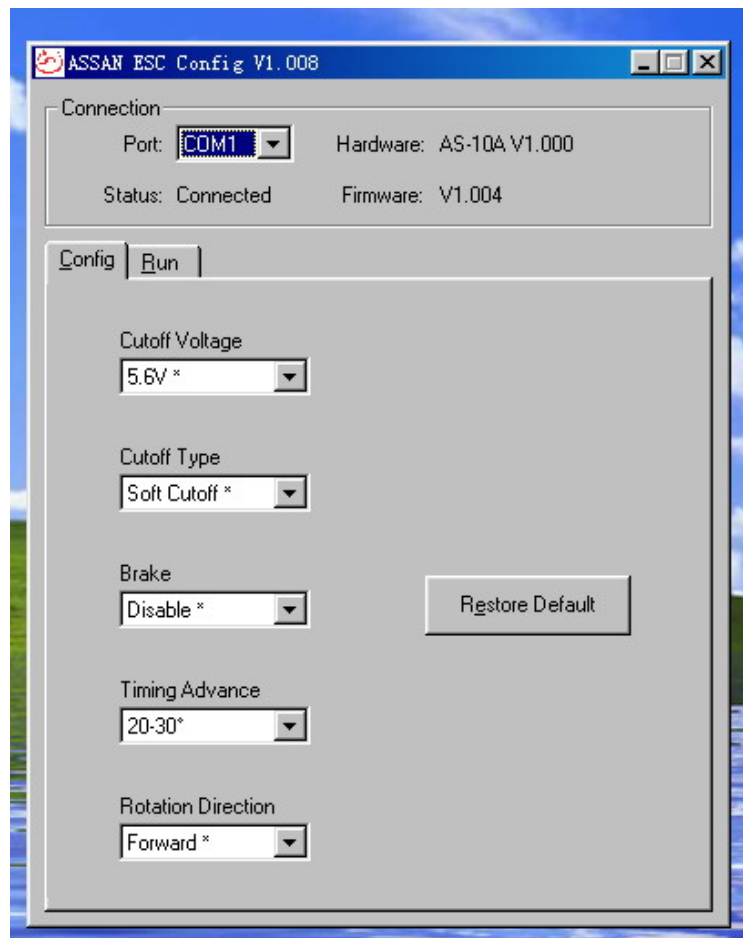 ASSAN ESC Config V1.008
Connection
Port: COM1 Hardware: AS-10A V1.000
Status: Connected Firmware: V1.004
Config Run
Cutoff Voltage
5.6V *
Cutoff Type
Soft Cutoff *
Brake
Disable *
Restore Default
Timing Advance
20-30°
Rotation Direction
Forward *